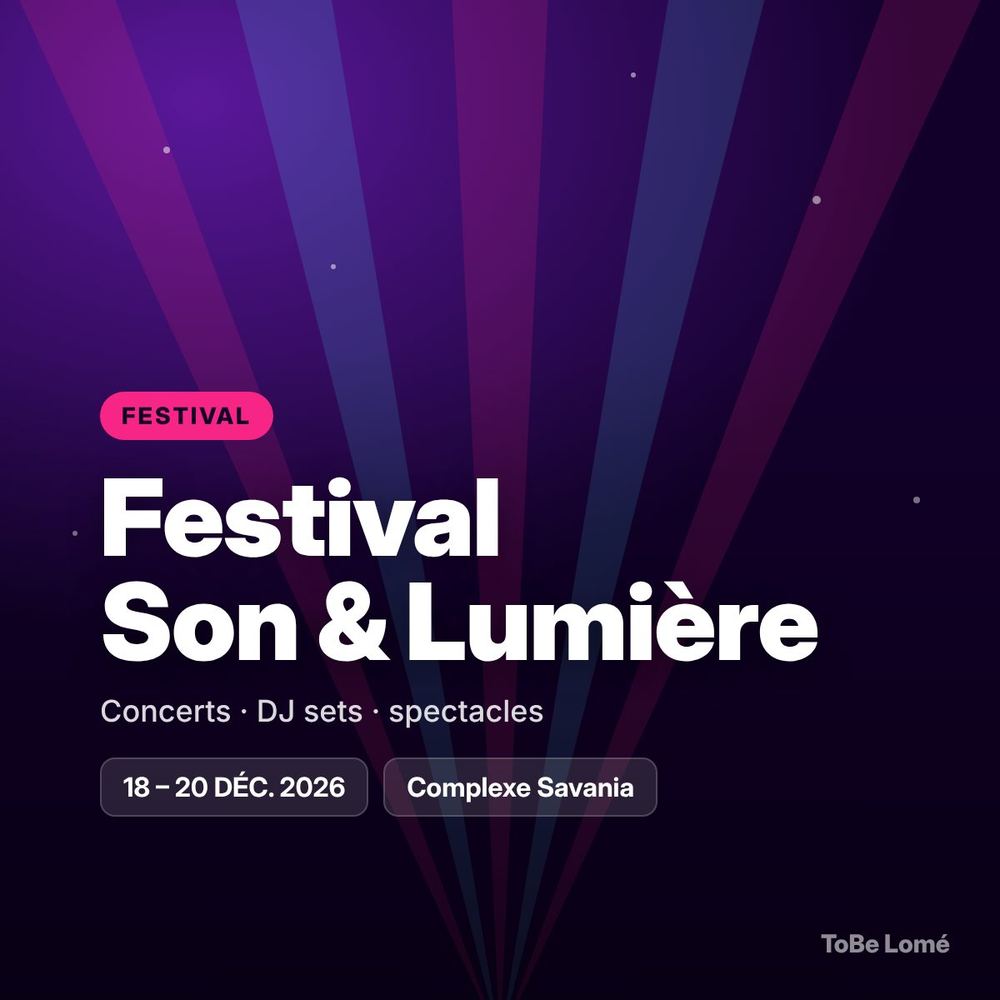 FESTIVAL
Festival
Son & Lumière
Concerts · DJ sets · spectacles
18 – 20 DÉC. 2026
Complexe Savania
ToBe Lomé